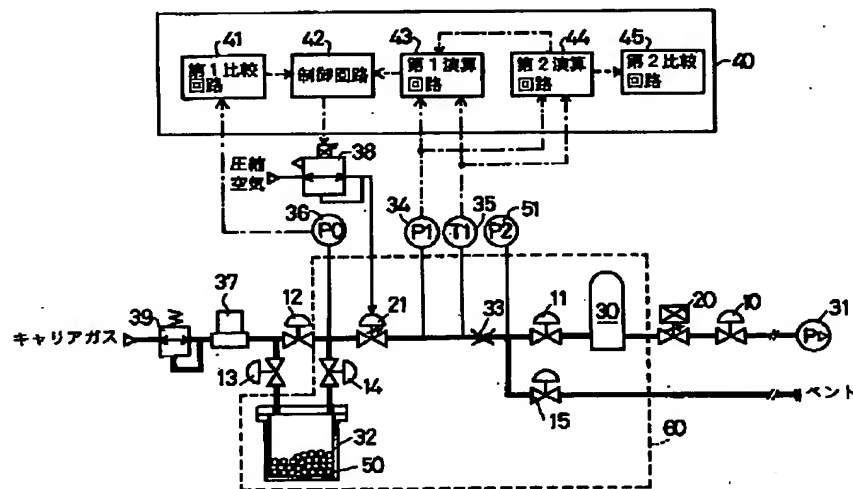 41
42
43
44
45
第1比較
回路
制御回路
第1演算
回路
第2演算
回路
第2比較
回路
40
圧縮
空気
38
36
34
35
51
P0
P1
T1
P2
39
37
12
21
33
11
30
20
10
31
キャリアガス
P
13
14
15
ベント
32
50
60